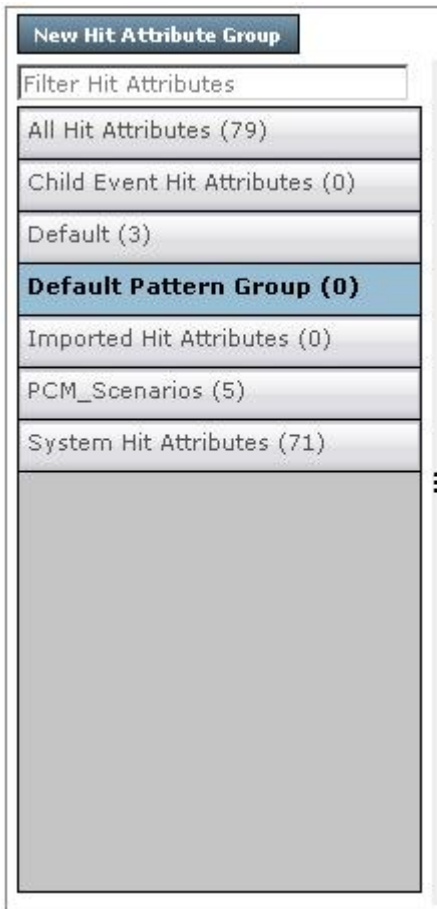 New Hit Attribute Group
Filter Hit Attributes
All Hit Attributes (79)
Child Event Hit Attributes (0)
Default (3)
Default Pattern Group (0)
Imported Hit Attributes (0)
PCM_Scenarios (5)
System Hit Attributes (71)